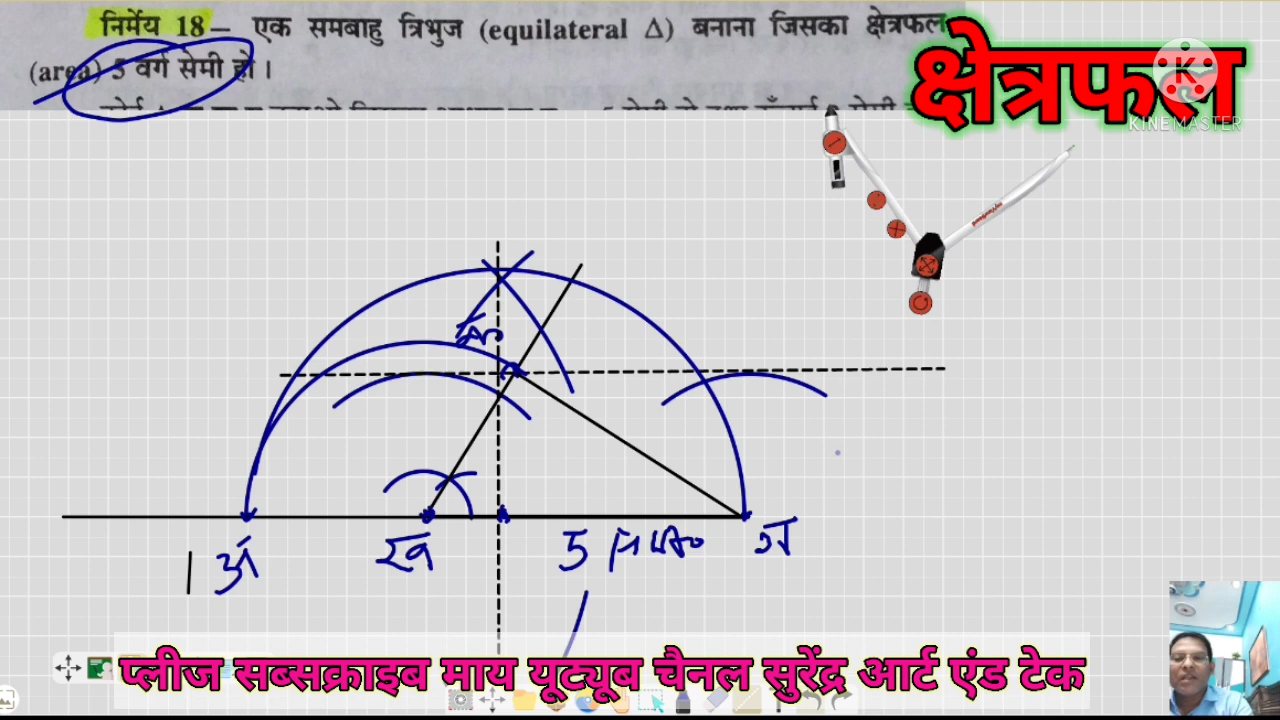 निर्मेय 18– एक समबाहु त्रिभुज (equilateral Δ) बनाना जिसका क्षेत्रफल
(area) 5 वर्ग सेमी हो।
क्षेत्रफल
KINEMASTER
अ ख 5 ग
प्लीज सब्सक्राइब माय यूट्यूब चैनल सुरेंद्र आर्ट एंड टेक